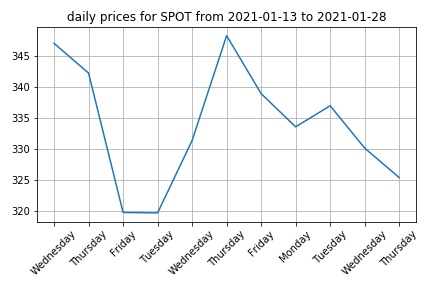 daily prices for SPOT from 2021-01-13 to 2021-01-28
345
340
335
330
325
320
Wednesday
Thursday
Friday
Tuesday
Wednesday
Thursday
Friday
Monday
Tuesday
Wednesday
Thursday